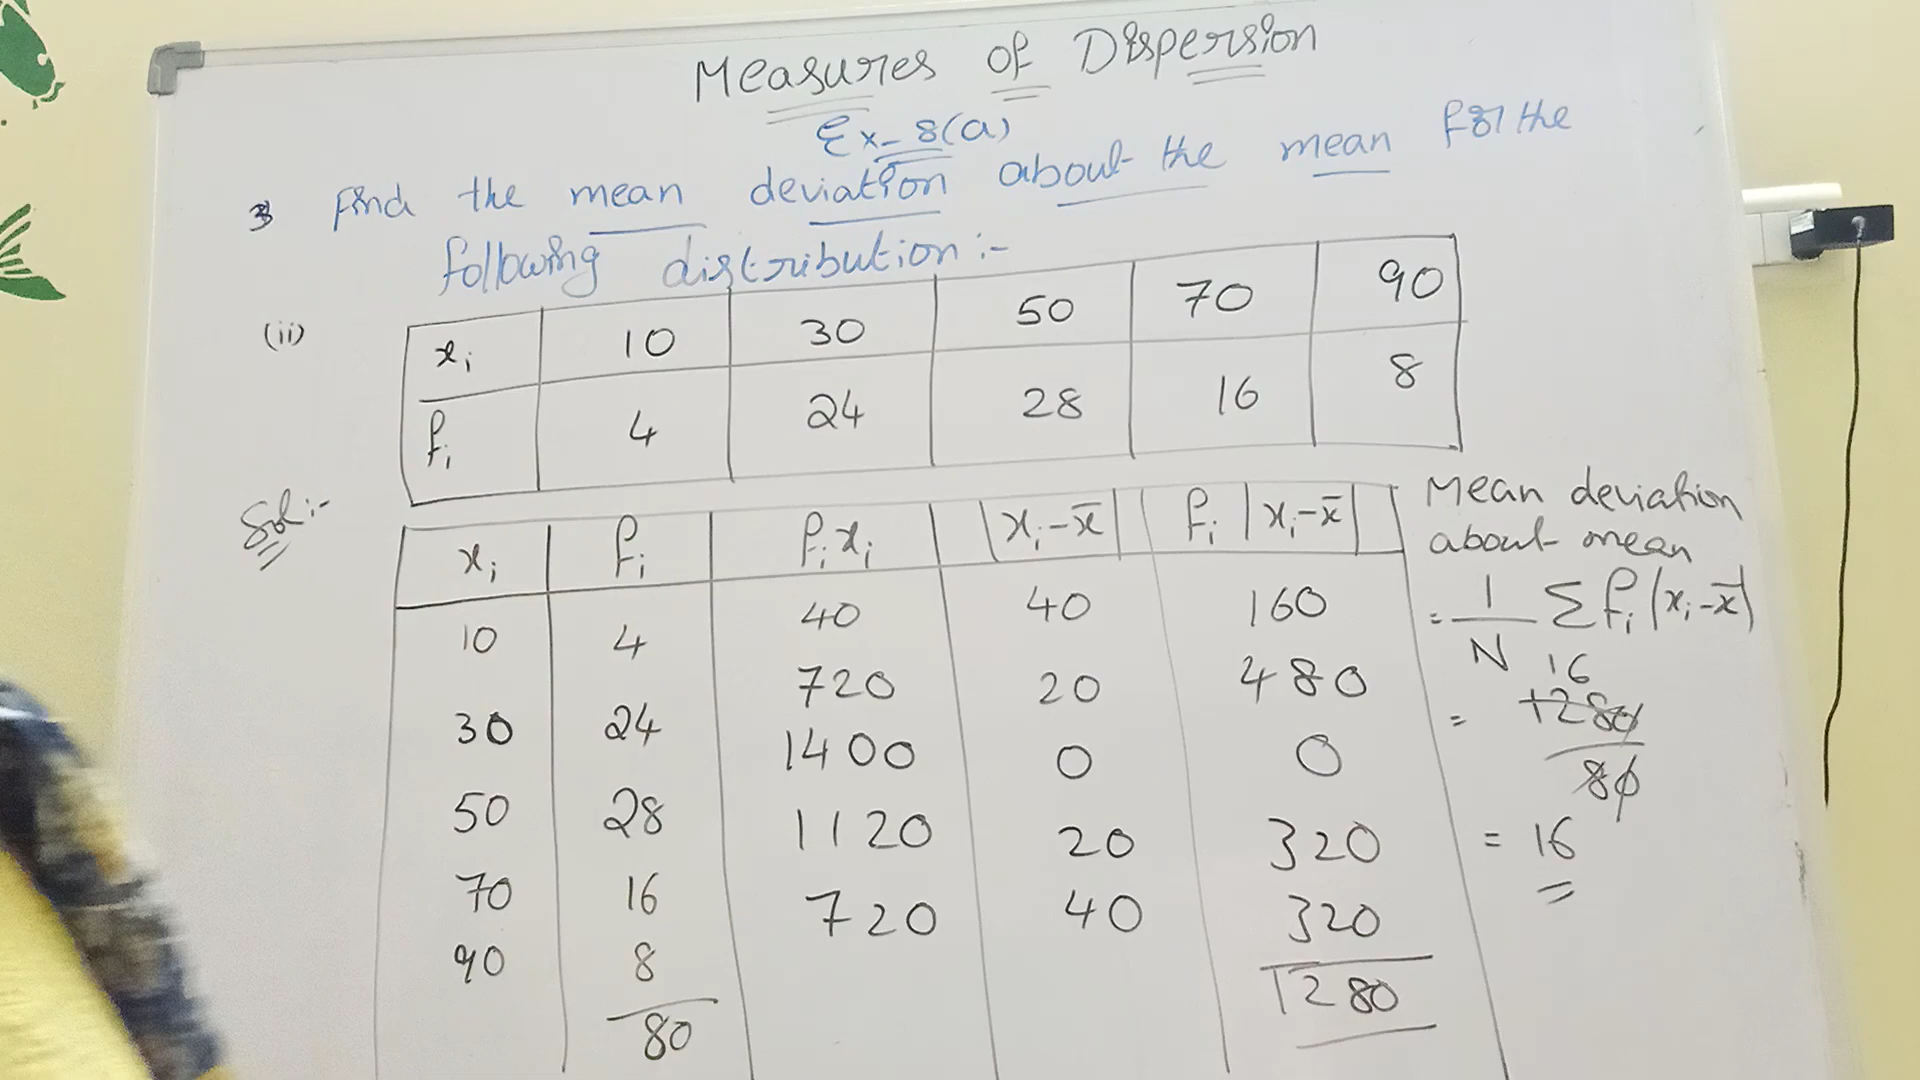 Measures of Dispersion
Ex-8(a)
3 Find the mean deviation about the mean for the
following distribution:-
(ii)
xᵢ 10 30 50 70 90
fᵢ 4 24 28 16 8
Sol:-
xᵢ fᵢ fᵢxᵢ |xᵢ-x̄| fᵢ|xᵢ-x̄|
10 4 40 40 160
30 24 720 20 480
50 28 1400 0 0
70 16 1120 20 320
90 8 720 40 320
80 1280
Mean deviation
about mean
= 1/N Σfᵢ|xᵢ-x̄|
16
= 1280/80
= 16